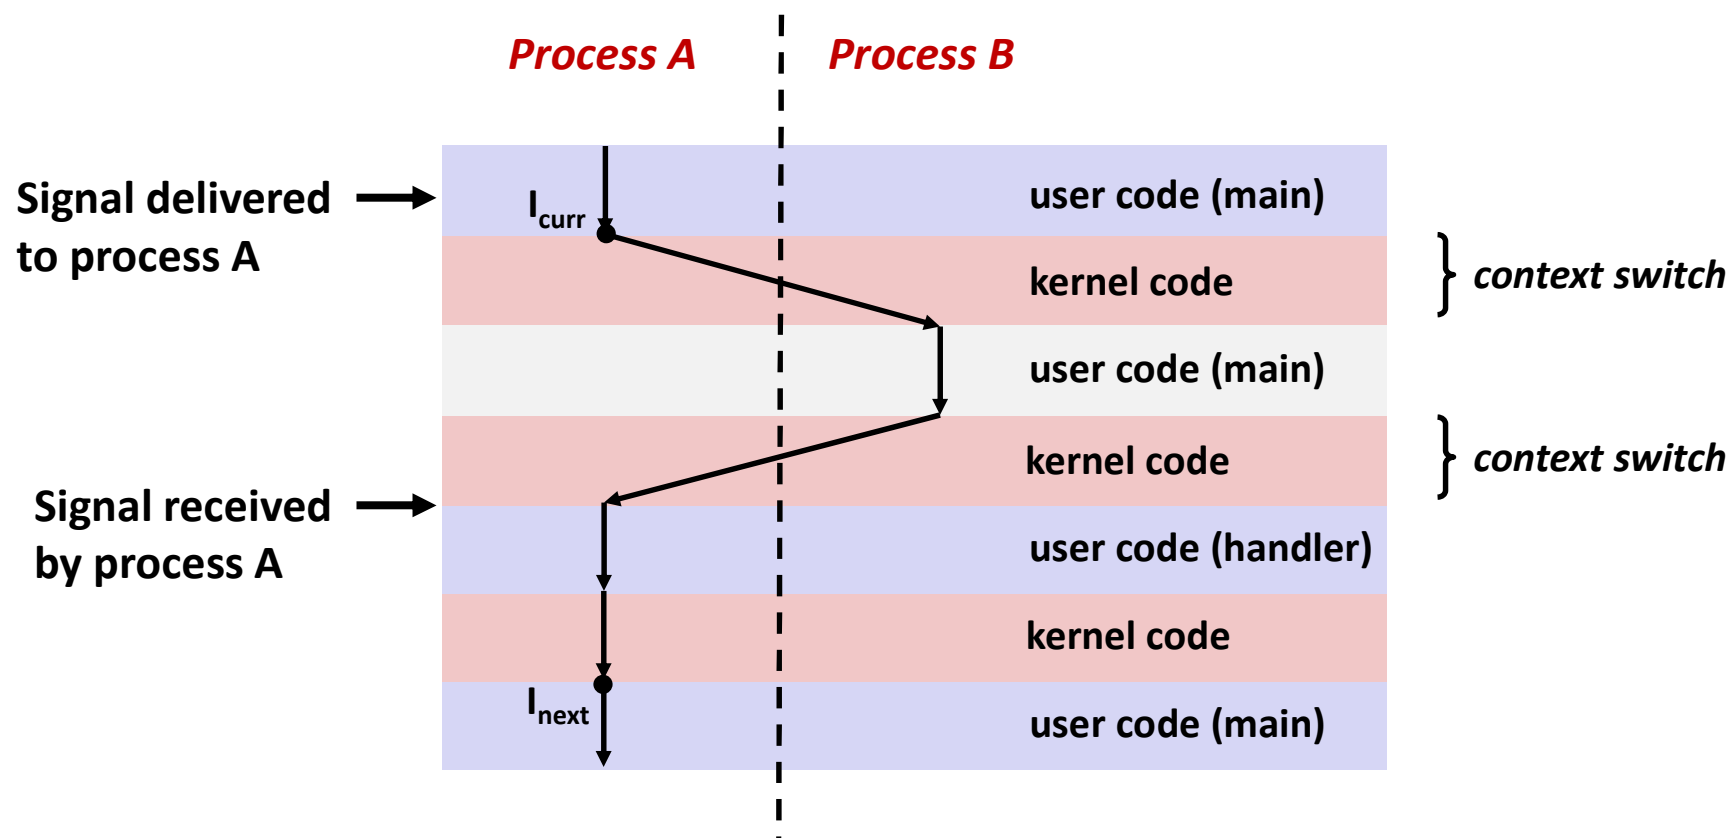 Process A
Process B
Signal delivered
to process A
I_curr
user code (main)
kernel code
context switch
user code (main)
kernel code
context switch
Signal received
by process A
user code (handler)
kernel code
I_next
user code (main)